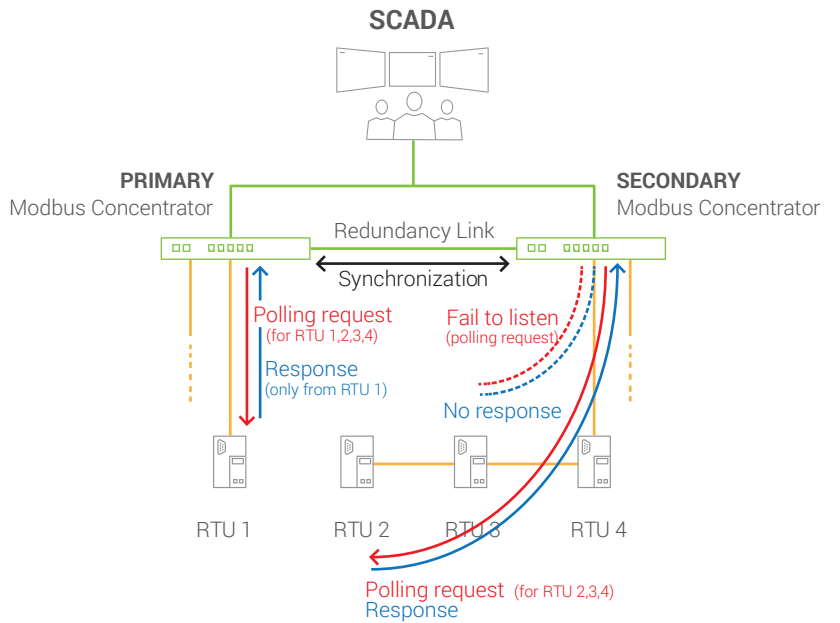 SCADA
PRIMARY
Modbus Concentrator
SECONDARY
Modbus Concentrator
Redundancy Link
Synchronization
Polling request
(for RTU 1,2,3,4)
Response
(only from RTU 1)
Fail to listen
(polling request)
No response
RTU 1
RTU 2
RTU 3
RTU 4
Polling request (for RTU 2,3,4)
Response